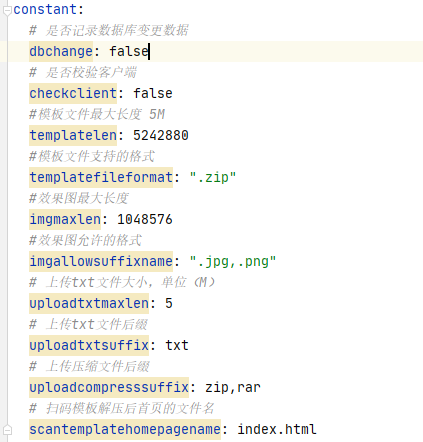 constant:
# 是否记录数据库变更数据
dbchange: false
# 是否校验客户端
checkclient: false
#模板文件最大长度 5M
templatelen: 5242880
#模板文件支持的格式
templatefileformat: ".zip"
#效果图最大长度
imgmaxlen: 1048576
#效果图允许的格式
imgallowsuffixname: ".jpg,.png"
# 上传txt文件大小，单位（M）
uploadtxtmaxlen: 5
# 上传txt文件后缀
uploadtxtsuffix: txt
# 上传压缩文件后缀
uploadcompresssuffix: zip,rar
# 扫码模板解压后首页的文件名
scantemplatehomepagename: index.html